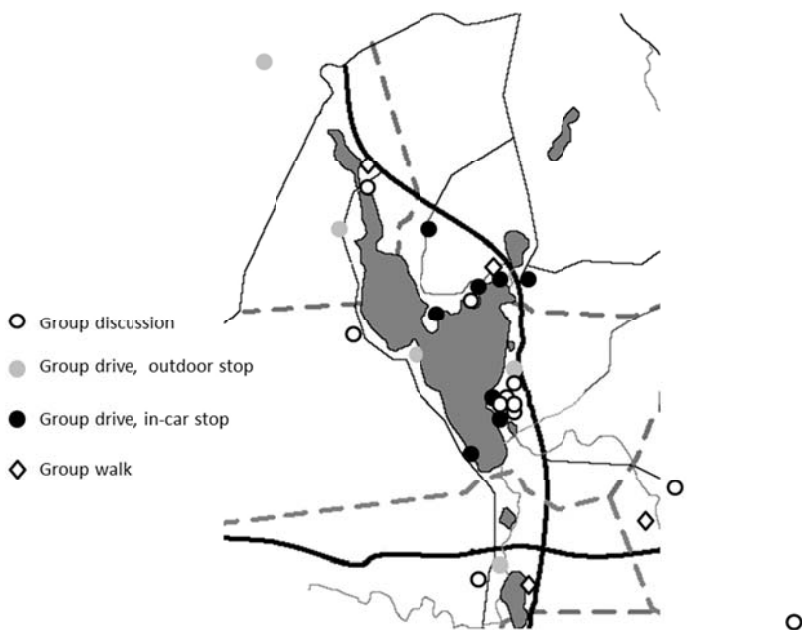 Group discussion
Group drive, outdoor stop
Group drive, in-car stop
Group walk